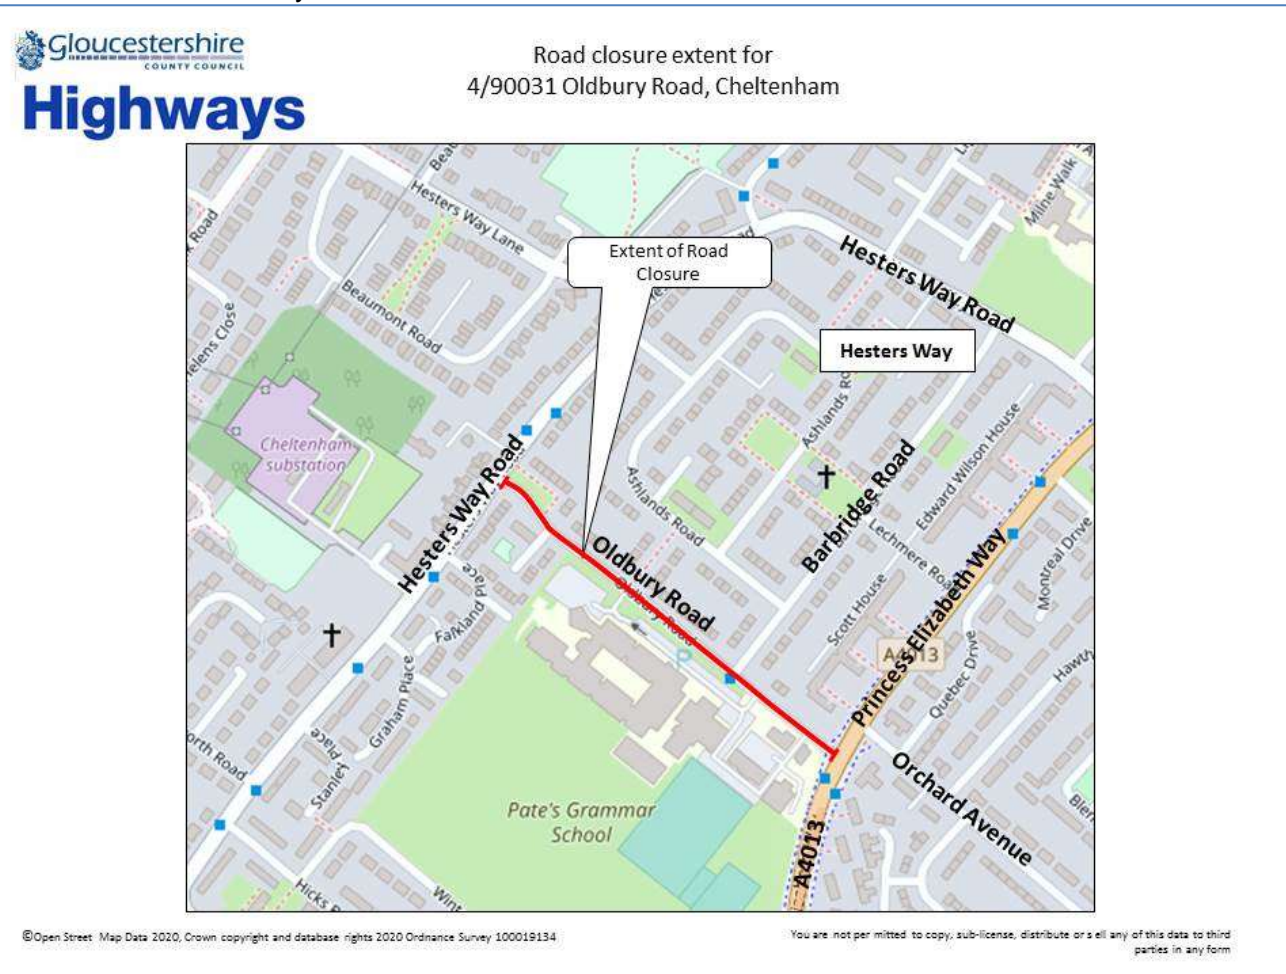 Gloucestershire
COUNTY COUNCIL
Highways
Road closure extent for
4/90031 Oldbury Road, Cheltenham
Hesters Way Lane
Beaumont Road
Road
Extent of Road
Closure
Milne Walk
Hesters Way Road
Hesters Way
Cheltenham
substation
Hesters Way Road
Ashlands Road
Barbridge Road
Edward Wilson House
Lechmere Road
Oldbury Road
Oldbury Road
P
Scott House
Princess Elizabeth Way
A4013
Montreal Drive
Quebec Drive
Falkland Place
Graham Place
Stanley Place
Orchard Avenue
Pate's Grammar
School
A4013
©Open Street Map Data 2020, Crown copyright and database rights 2020 Ordnance Survey 100019134
You are not per mitted to copy, sub-license, distribute or s ell any of this data to third
parties in any form